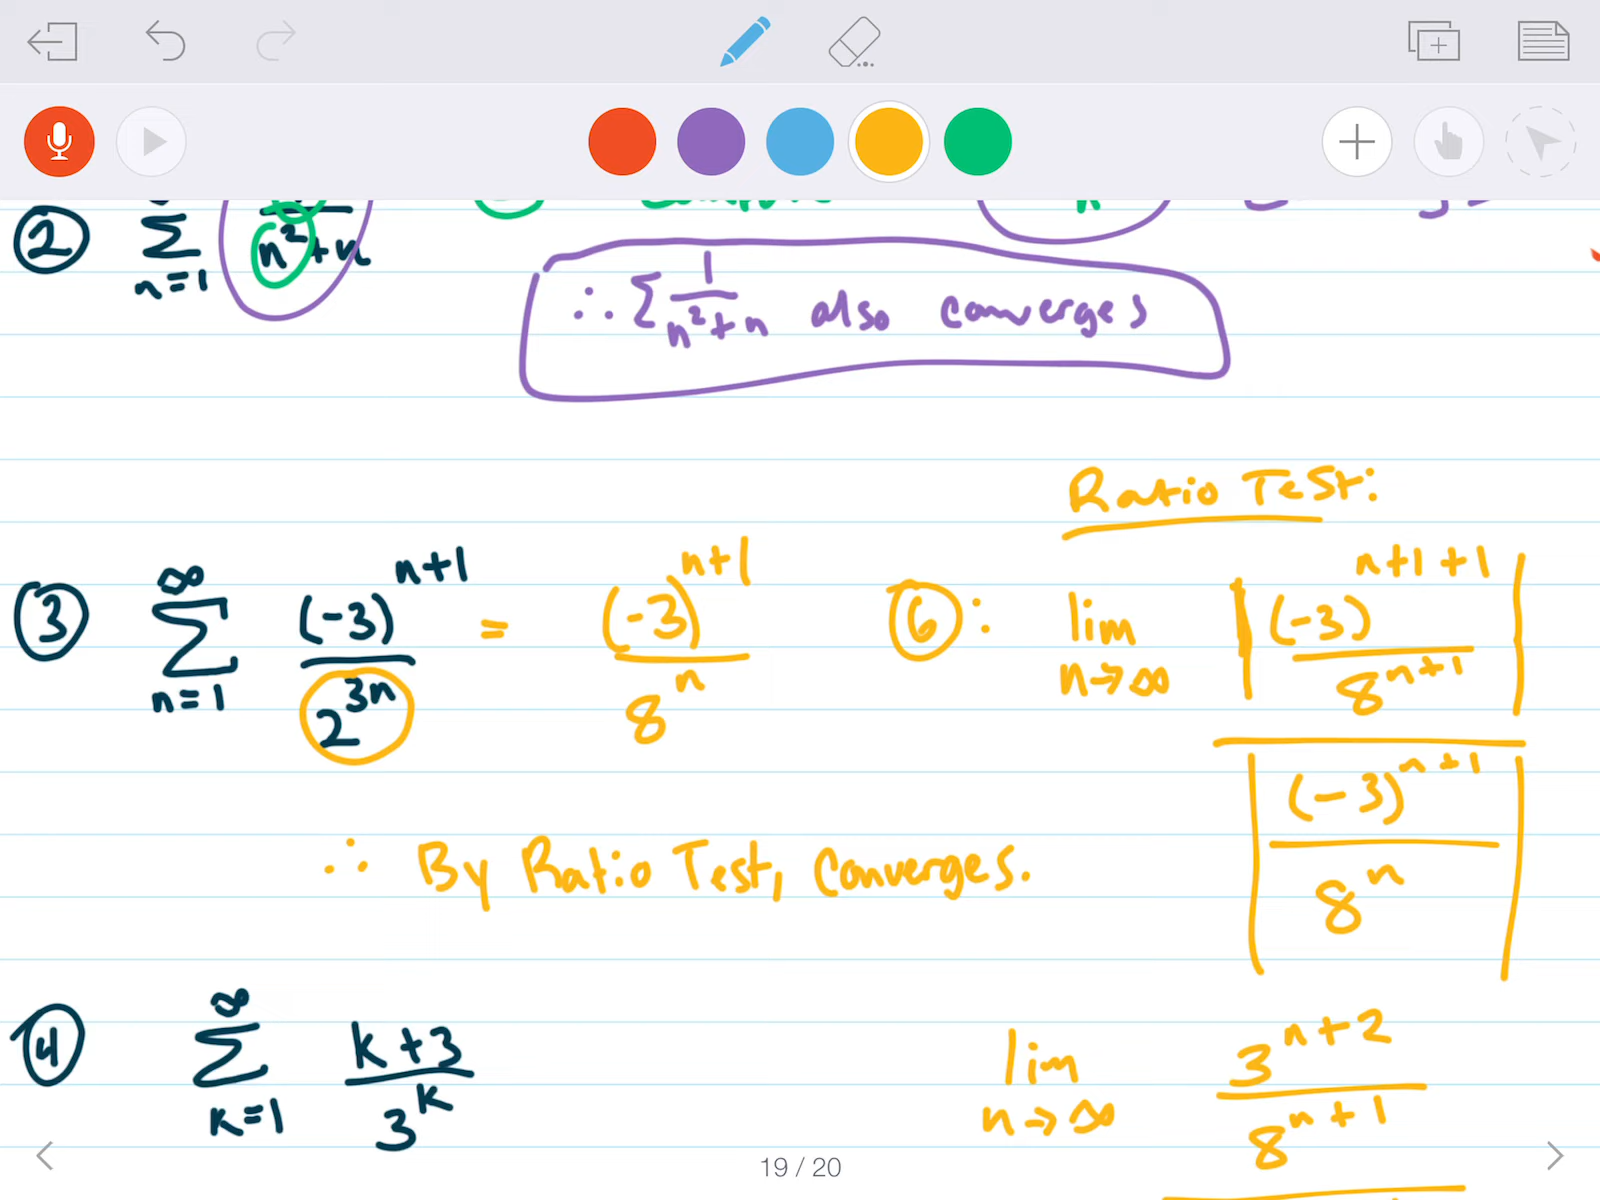 ② ∑ n=1 n²+n
∴ ∑ 1/(n²+n) also converges
Ratio Test:
③ ∑ n=1 ∞ (-3)^(n+1) / 2^(3n) = (-3)^(n+1) / 8^n
⑥: lim n→∞ |(-3)^(n+1+1) / 8^(n+1)| / |(-3)^(n+1) / 8^n|
∴ By Ratio Test, Converges.
④ ∑ k=1 ∞ (k+3) / 3^k
lim n→∞ 3^(n+2) / 8^(n+1)
19 / 20